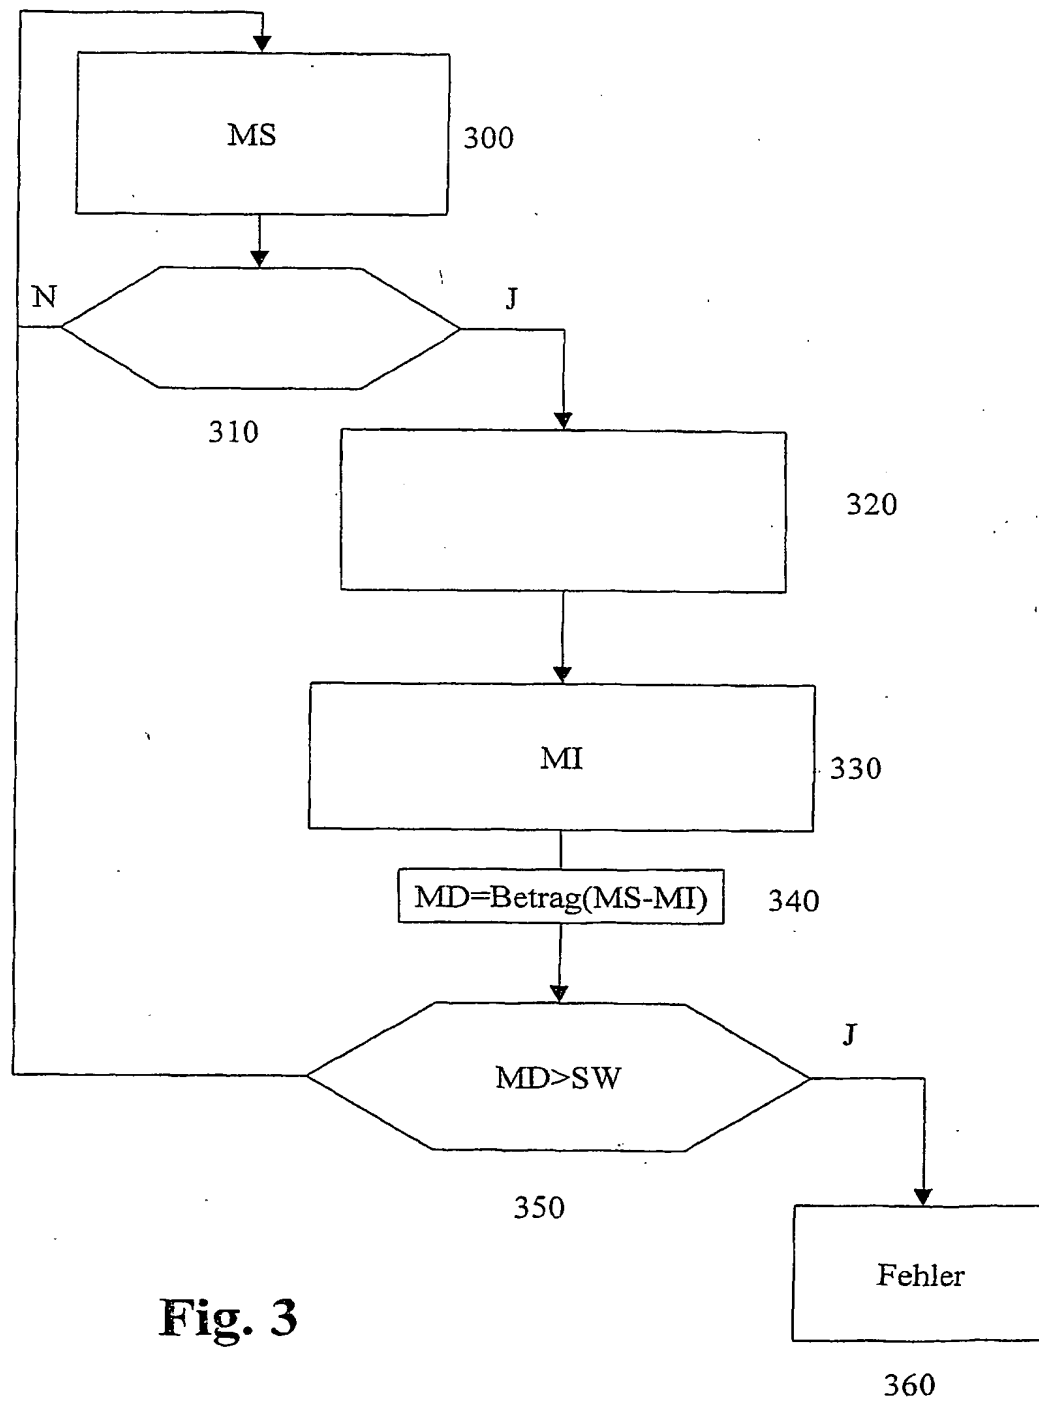 MS
300
N
J
310
320
MI
330
MD=Betrag(MS-MI)
340
J
MD>SW
350
Fehler
Fig. 3
360